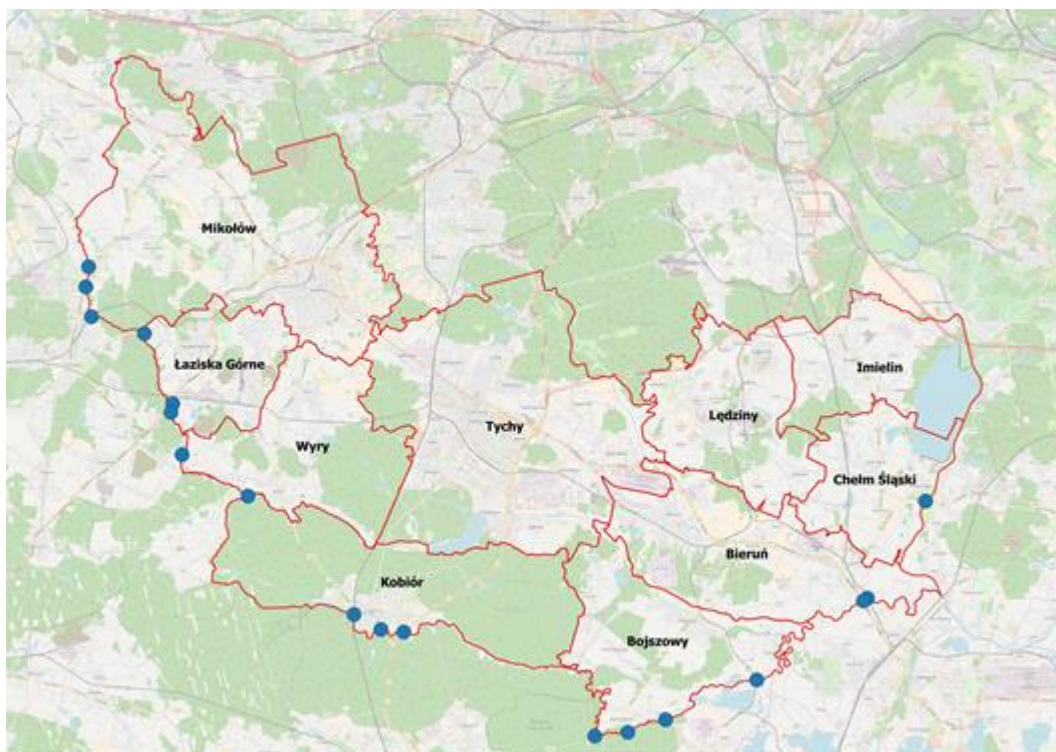 Mikołów
Łaziska Górne
Imielin
Lędziny
Tychy
Wyry
Chełm Śląski
Bieruń
Kobiór
Bojszowy